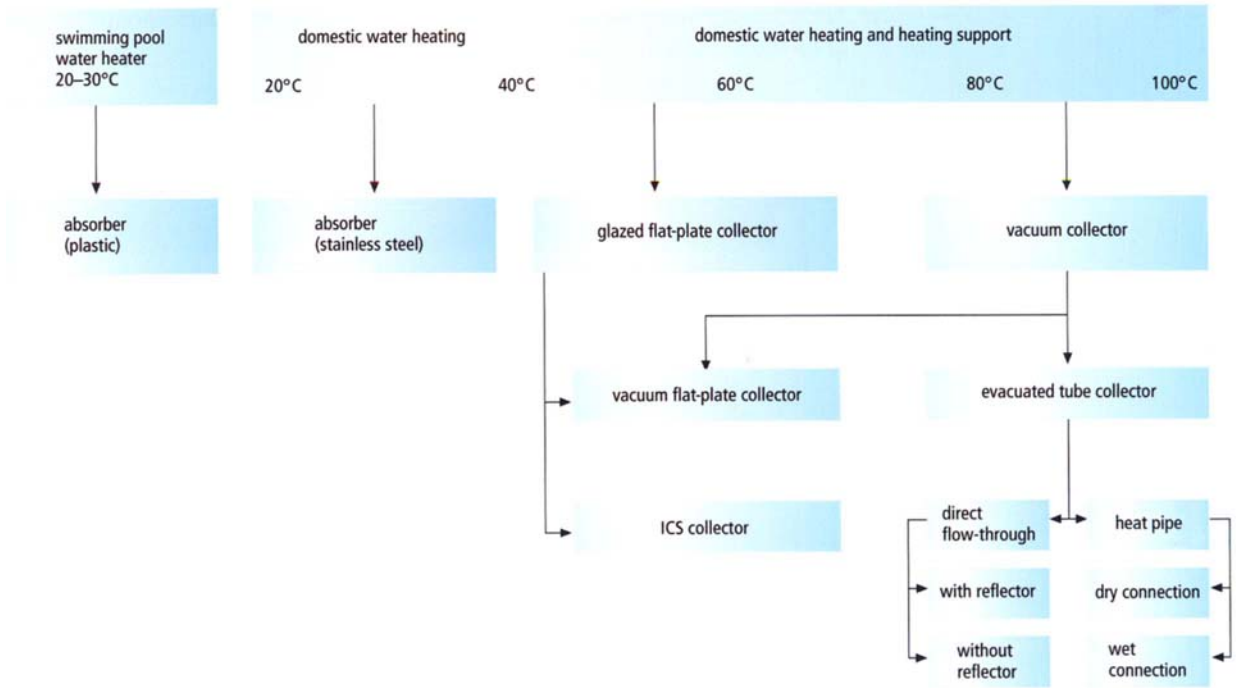 swimming pool
water heater
20–30°C
domestic water heating
20°C
40°C
domestic water heating and heating support
60°C
80°C
100°C
absorber
(plastic)
absorber
(stainless steel)
glazed flat-plate collector
vacuum collector
vacuum flat-plate collector
evacuated tube collector
ICS collector
direct
flow-through
heat pipe
with reflector
dry connection
without
reflector
wet
connection